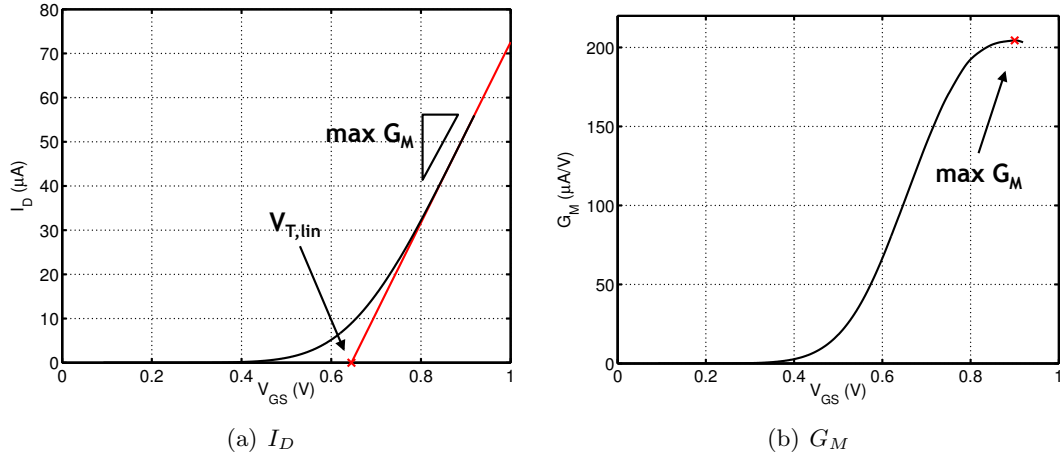 80
70
60
50
40
30
20
10
0
I_D (μA)
0 0.2 0.4 0.6 0.8 1
V_GS (V)
max G_M
V_T,lin
(a) I_D
200
150
100
50
0
G_M (μA/V)
0 0.2 0.4 0.6 0.8 1
V_GS (V)
max G_M
(b) G_M